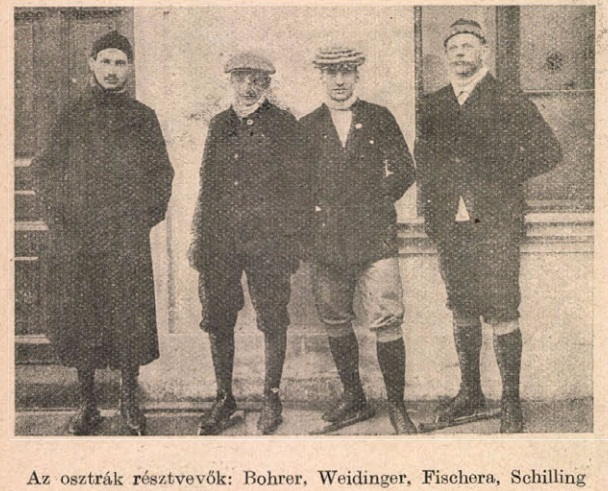 Az osztrák résztvevők: Bohrer, Weidinger, Fischera, Schilling